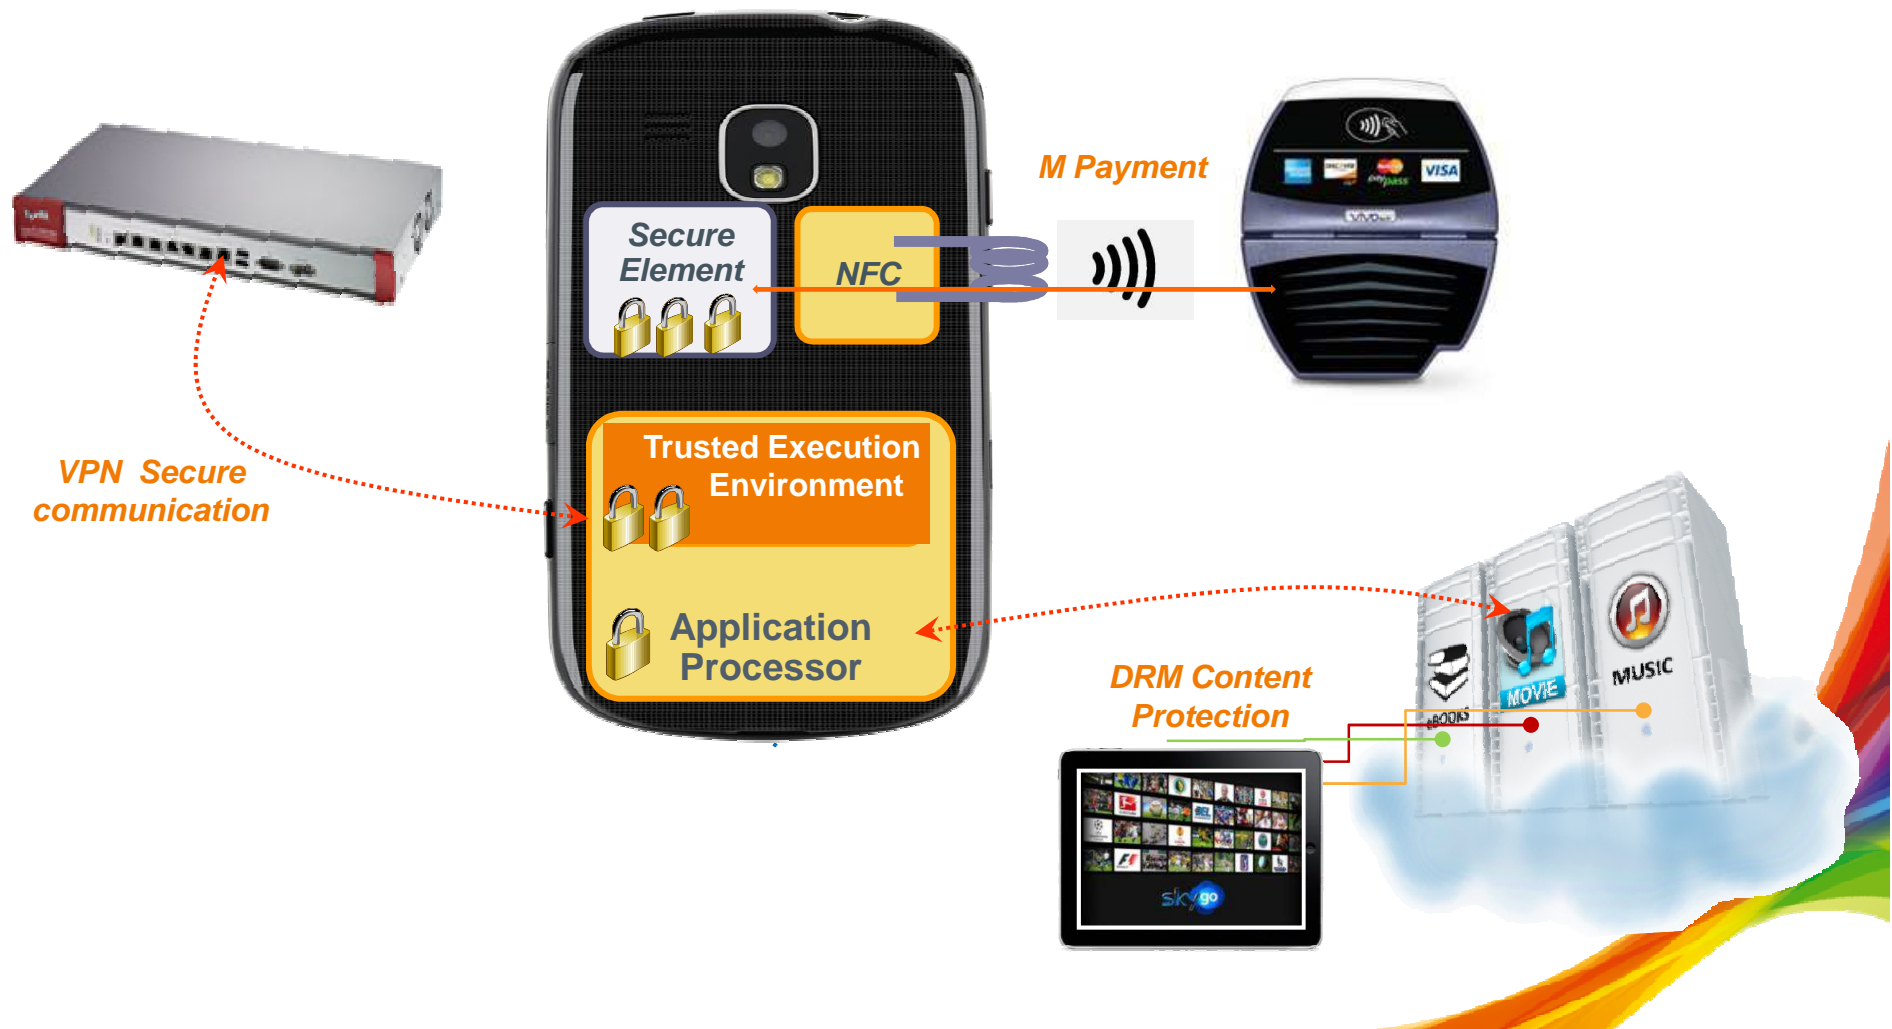 M Payment
VISA
Secure
Element
NFC
Trusted Execution
Environment
VPN  Secure
communication
Application
Processor
DRM Content
Protection
eBOOKS
MOVIE
MUSIC
sky go